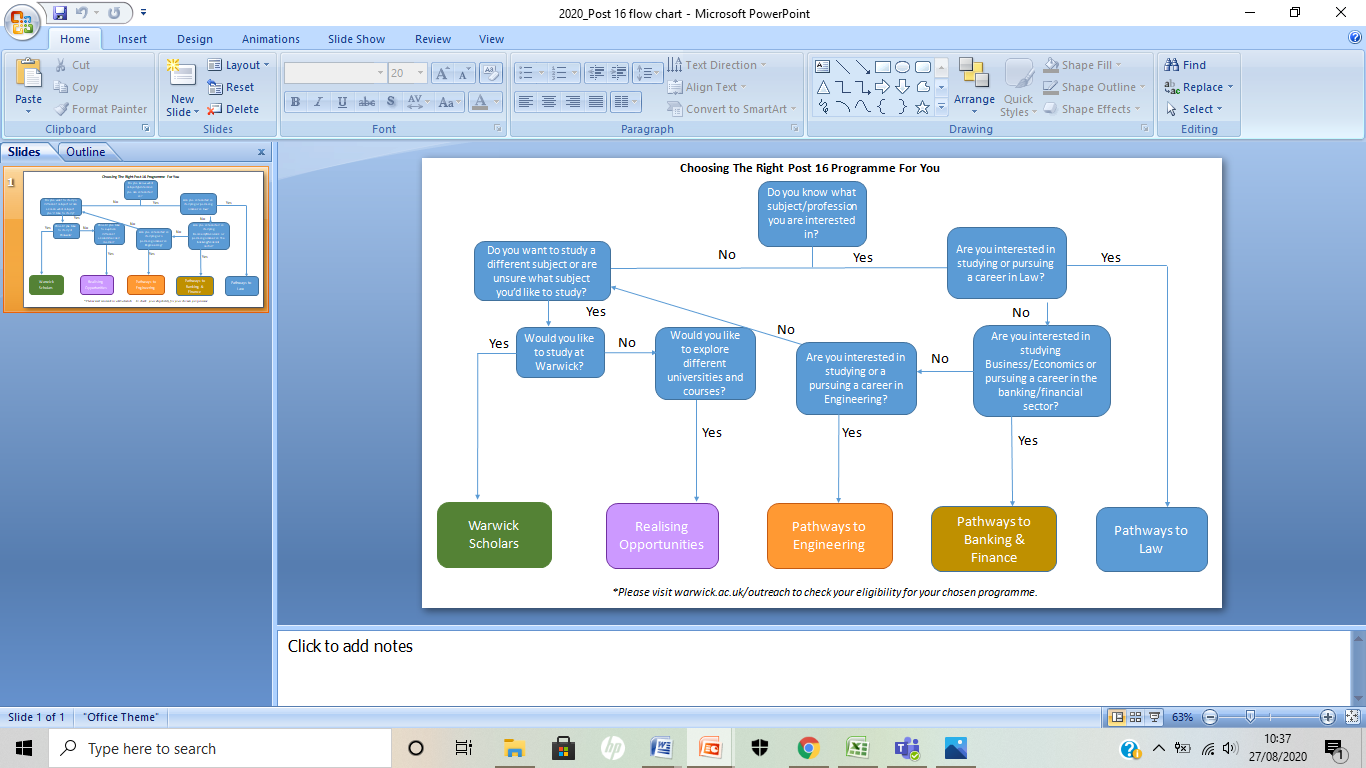 2020_Post 16 flow chart - Microsoft PowerPoint
Home Insert Design Animations Slide Show Review View
Paste
Cut
Copy
Format Painter
Clipboard
New
Slide
Layout
Reset
Delete
Slides
20
B I U abc S AV Aa A
Font
Text Direction
Align Text
Convert to SmartArt
Paragraph
Arrange
Quick
Styles
Shape Fill
Shape Outline
Shape Effects
Drawing
Find
Replace
Select
Editing
Slides Outline x
1
Choosing The Right Post 16 Programme For You
Do you know what
subject/profession
you are interested
in?
No
Yes
Do you want to study a
different subject or are
unsure what subject
you'd like to study?
Are you interested in
studying or pursuing
a career in Law?
Yes
Yes
No
Yes
Would you like
to study at
Warwick?
No
Would you like
to explore
different
universities and
courses?
No
Are you interested in
studying or a
pursuing a career in
Engineering?
No
Are you interested in
studying
Business/Economics or
pursuing a career in the
banking/financial
sector?
Yes
Yes
Yes
Warwick
Scholars
Realising
Opportunities
Pathways to
Engineering
Pathways to
Banking &
Finance
Pathways to
Law
*Please visit warwick.ac.uk/outreach to check your eligibility for your chosen programme.
Click to add notes
Slide 1 of 1 "Office Theme" 63%
Type here to search
10:37
27/08/2020